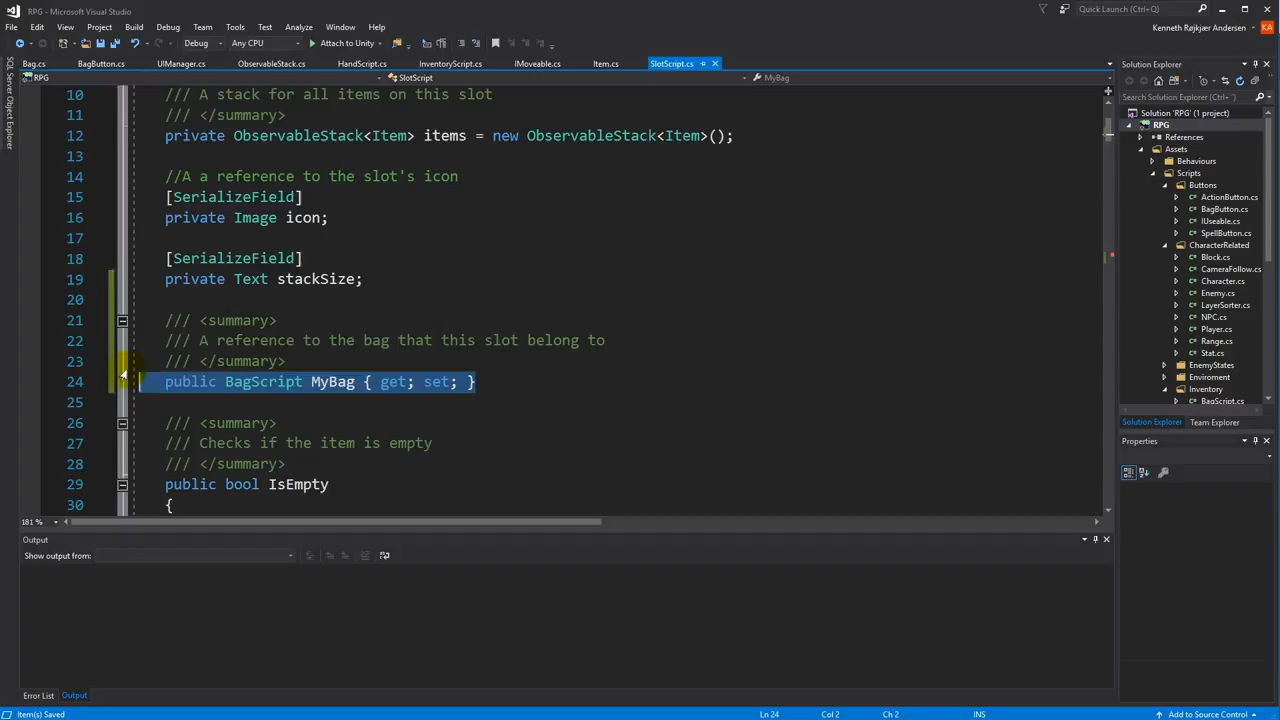 RPG - Microsoft Visual Studio
Quick Launch (Ctrl+Q)
File Edit View Project Build Debug Team Tools Test Analyze Window Help
Kenneth Rejkjær Andersen KA
Debug Any CPU Attach to Unity
Bag.cs BagButton.cs UIManager.cs ObservableStack.cs HandScript.cs InventoryScript.cs IMoveable.cs Item.cs SlotScript.cs
RPG SlotScript MyBag
SQL Server Object Explorer
10 /// A stack for all items on this slot
11 /// </summary>
12 private ObservableStack<Item> items = new ObservableStack<Item>();
13
14 //A a reference to the slot's icon
15 [SerializeField]
16 private Image icon;
17
18 [SerializeField]
19 private Text stackSize;
20
21 /// <summary>
22 /// A reference to the bag that this slot belong to
23 /// </summary>
24 public BagScript MyBag { get; set; }
25
26 /// <summary>
27 /// Checks if the item is empty
28 /// </summary>
29 public bool IsEmpty
30 {
181 %
Output
Show output from:
Error List Output
Solution Explorer
Search Solution Explorer (Ctrl+
Solution 'RPG' (1 project)
RPG
References
Assets
Behaviours
Scripts
Buttons
ActionButton.cs
BagButton.cs
IUseable.cs
SpellButton.cs
CharacterRelated
Block.cs
CameraFollow.cs
Character.cs
Enemy.cs
LayerSorter.cs
NPC.cs
Player.cs
Range.cs
Stat.cs
EnemyStates
Enviroment
Inventory
BagScript.cs
Solution Explorer Team Explorer
Properties
Item(s) Saved Ln 24 Col 2 Ch 2 INS Add to Source Control